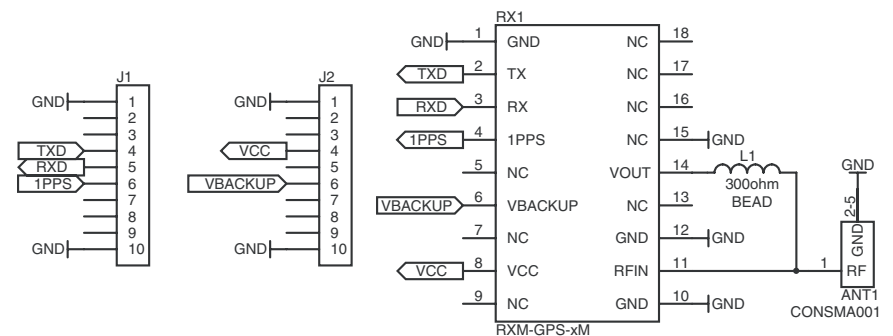 J1
GND 1
2
3
TXD 4
RXD 5
1PPS 6
7
8
9
GND 10
J2
GND 1
2
3
VCC 4
5
VBACKUP 6
7
8
9
GND 10
RX1
GND 1 GND NC 18
TXD 2 TX NC 17
RXD 3 RX NC 16
1PPS 4 1PPS NC 15 GND
5 NC VOUT 14
VBACKUP 6 VBACKUP NC 13
7 NC GND 12 GND
VCC 8 VCC RFIN 11
9 NC GND 10 GND
RXM-GPS-xM
L1
300ohm
BEAD
GND
2-5
GND
1 RF
ANT1
CONSMA001